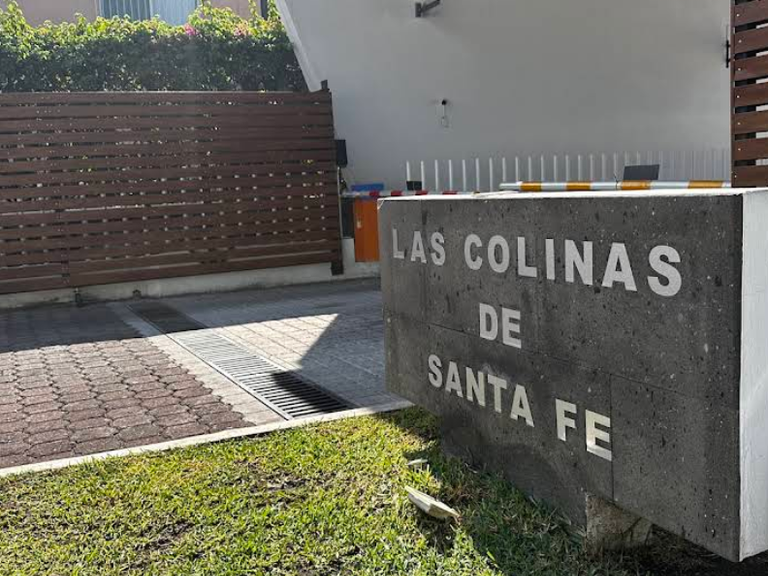 LAS COLINAS
DE
SANTA FE